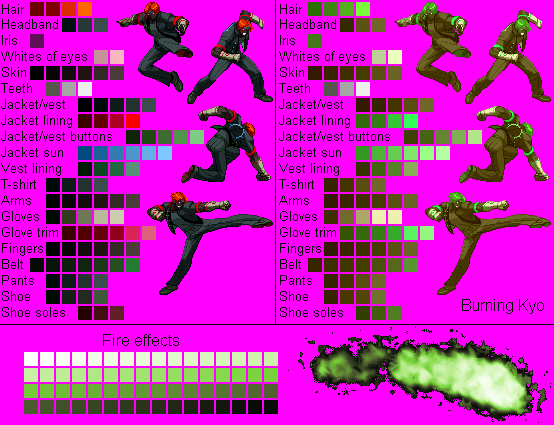 Hair
Headband
Iris
Whites of eyes
Skin
Teeth
Jacket/vest
Jacket lining
Jacket/vest buttons
Jacket sun
Vest lining
T-shirt
Arms
Gloves
Glove trim
Fingers
Belt
Pants
Shoe
Shoe soles
Hair
Headband
Iris
Whites of eyes
Skin
Teeth
Jacket/vest
Jacket lining
Jacket/vest buttons
Jacket sun
Vest lining
T-shirt
Arms
Gloves
Glove trim
Fingers
Belt
Pants
Shoe
Shoe soles
Burning Kyo
Fire effects